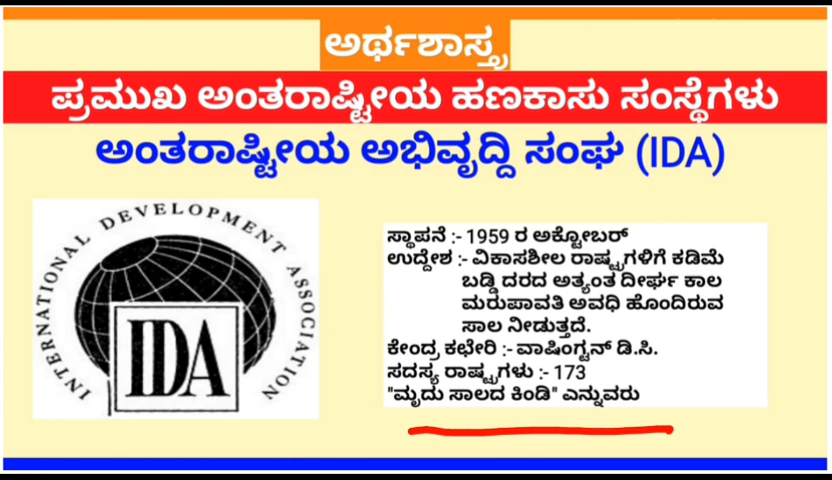 ಅರ್ಥಶಾಸ್ತ್ರ
ಪ್ರಮುಖ ಅಂತರಾಷ್ಟ್ರೀಯ ಹಣಕಾಸು ಸಂಸ್ಥೆಗಳು
ಅಂತರಾಷ್ಟ್ರೀಯ ಅಭಿವೃದ್ದಿ ಸಂಘ (IDA)
INTERNATIONAL DEVELOPMENT ASSOCIATION
IDA
ಸ್ಥಾಪನೆ :- 1959 ರ ಅಕ್ಟೋಬರ್
ಉದ್ದೇಶ :- ವಿಕಾಸಶೀಲ ರಾಷ್ಟ್ರಗಳಿಗೆ ಕಡಿಮೆ
ಬಡ್ಡಿ ದರದ ಅತ್ಯಂತ ದೀರ್ಘ ಕಾಲ
ಮರುಪಾವತಿ ಅವಧಿ ಹೊಂದಿರುವ
ಸಾಲ ನೀಡುತ್ತದೆ.
ಕೇಂದ್ರ ಕಛೇರಿ :- ವಾಷಿಂಗ್ಟನ್ ಡಿ.ಸಿ.
ಸದಸ್ಯ ರಾಷ್ಟ್ರಗಳು :- 173
"ಮೃದು ಸಾಲದ ಕಿಂಡಿ" ಎನ್ನುವರು